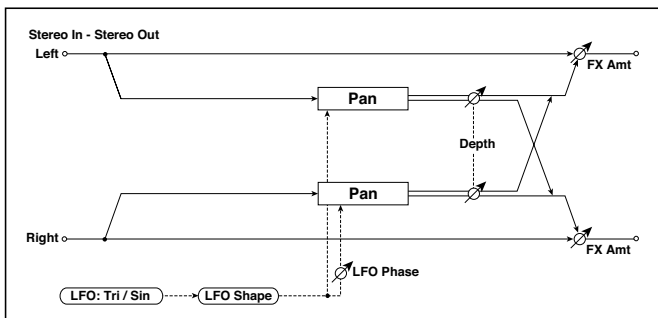 Stereo In - Stereo Out
Left
FX Amt
Pan
Depth
Pan
Right
FX Amt
LFO Phase
LFO: Tri / Sin
LFO Shape